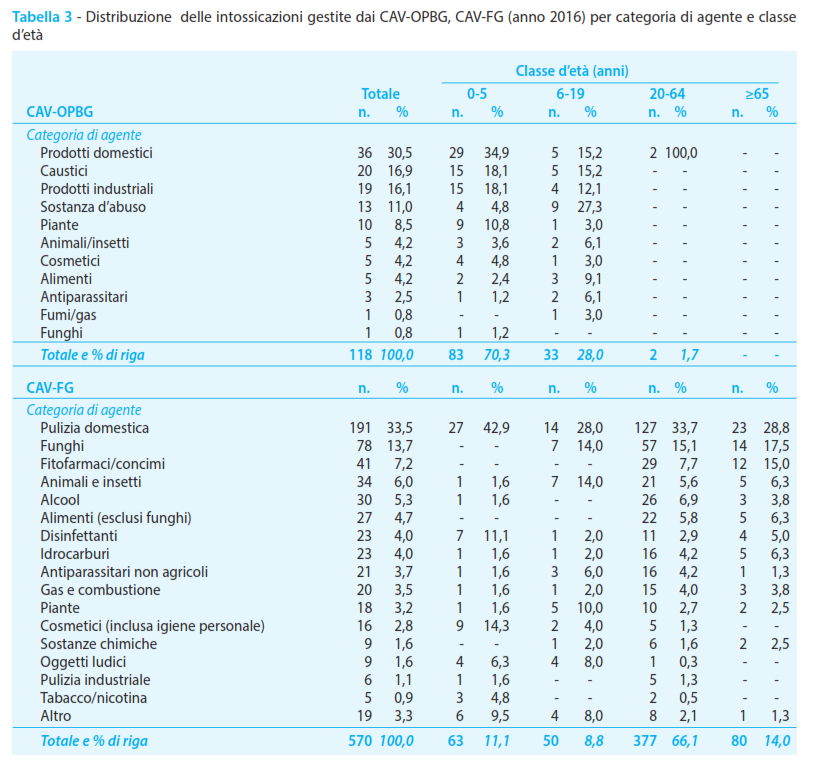 Tabella 3 - Distribuzione delle intossicazioni gestite dai CAV-OPBG, CAV-FG (anno 2016) per categoria di agente e classe
d'età
Classe d'età (anni)
Totale 0-5 6-19 20-64 ≥65
CAV-OPBG n. % n. % n. % n. % n. %
Categoria di agente
Prodotti domestici 36 30,5 29 34,9 5 15,2 2 100,0 - -
Caustici 20 16,9 15 18,1 5 15,2 - - - -
Prodotti industriali 19 16,1 15 18,1 4 12,1 - - - -
Sostanza d'abuso 13 11,0 4 4,8 9 27,3 - - - -
Piante 10 8,5 9 10,8 1 3,0 - - - -
Animali/insetti 5 4,2 3 3,6 2 6,1 - - - -
Cosmetici 5 4,2 4 4,8 1 3,0 - - - -
Alimenti 5 4,2 2 2,4 3 9,1 - - - -
Antiparassitari 3 2,5 1 1,2 2 6,1 - - - -
Fumi/gas 1 0,8 - - 1 3,0 - - - -
Funghi 1 0,8 1 1,2 - - - - - -
Totale e % di riga 118 100,0 83 70,3 33 28,0 2 1,7 - -
CAV-FG n. % n. % n. % n. % n. %
Categoria di agente
Pulizia domestica 191 33,5 27 42,9 14 28,0 127 33,7 23 28,8
Funghi 78 13,7 - - 7 14,0 57 15,1 14 17,5
Fitofarmaci/concimi 41 7,2 - - - - 29 7,7 12 15,0
Animali e insetti 34 6,0 1 1,6 7 14,0 21 5,6 5 6,3
Alcool 30 5,3 1 1,6 - - 26 6,9 3 3,8
Alimenti (esclusi funghi) 27 4,7 - - - - 22 5,8 5 6,3
Disinfettanti 23 4,0 7 11,1 1 2,0 11 2,9 4 5,0
Idrocarburi 23 4,0 1 1,6 1 2,0 16 4,2 5 6,3
Antiparassitari non agricoli 21 3,7 1 1,6 3 6,0 16 4,2 1 1,3
Gas e combustione 20 3,5 1 1,6 1 2,0 15 4,0 3 3,8
Piante 18 3,2 1 1,6 5 10,0 10 2,7 2 2,5
Cosmetici (inclusa igiene personale) 16 2,8 9 14,3 2 4,0 5 1,3 - -
Sostanze chimiche 9 1,6 - - 1 2,0 6 1,6 2 2,5
Oggetti ludici 9 1,6 4 6,3 4 8,0 1 0,3 - -
Pulizia industriale 6 1,1 1 1,6 - - 5 1,3 - -
Tabacco/nicotina 5 0,9 3 4,8 - - 2 0,5 - -
Altro 19 3,3 6 9,5 4 8,0 8 2,1 1 1,3
Totale e % di riga 570 100,0 63 11,1 50 8,8 377 66,1 80 14,0